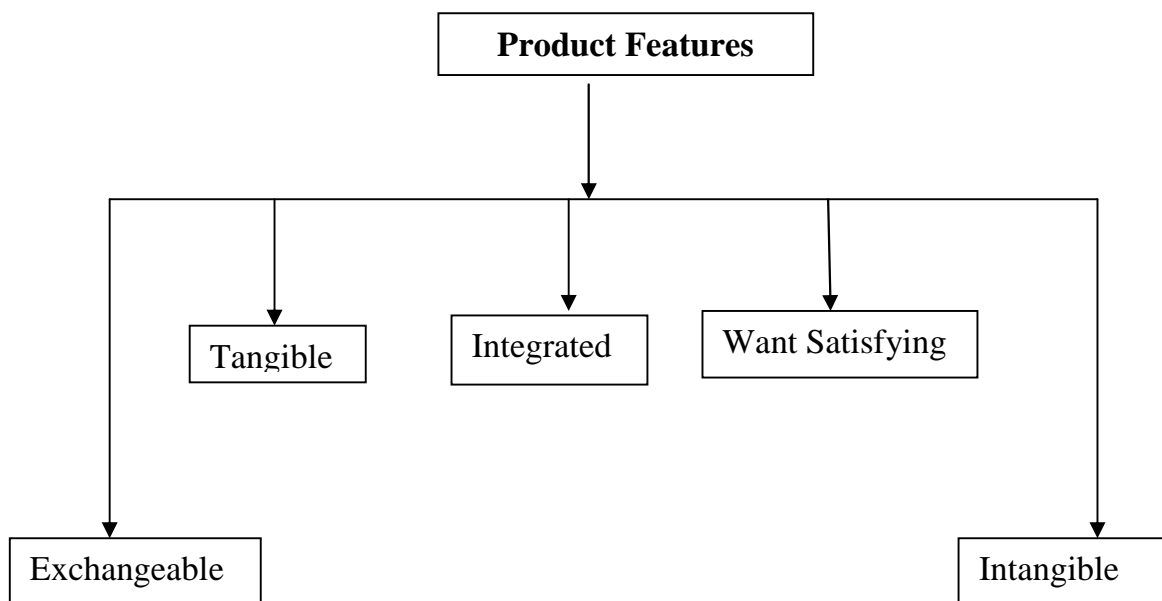 Product Features
Tangible
Integrated
Want Satisfying
Exchangeable
Intangible